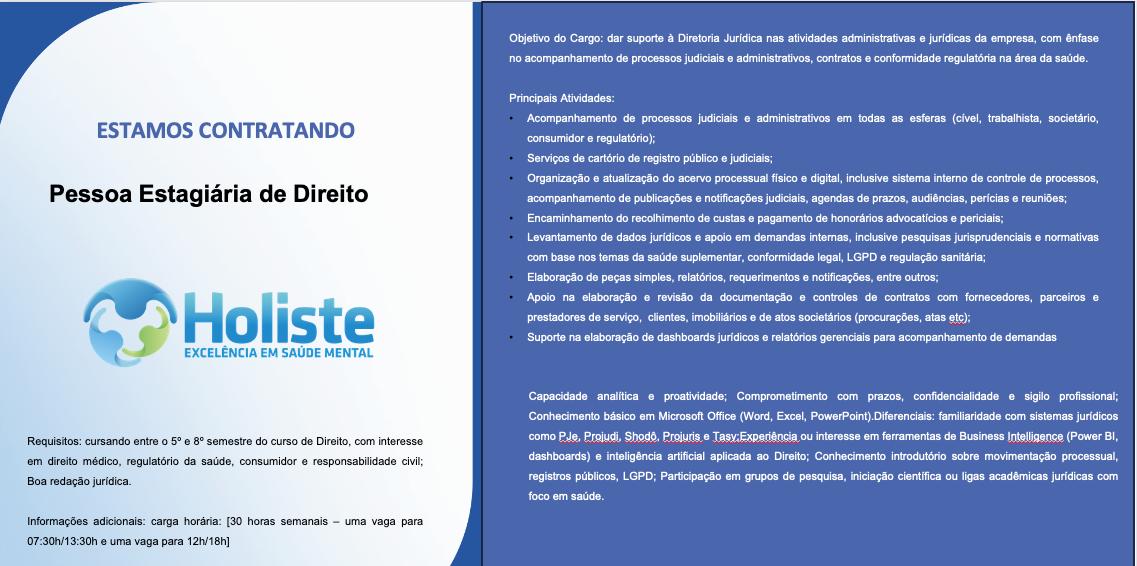 ESTAMOS CONTRATANDO
Pessoa Estagiária de Direito
Holiste
EXCELÊNCIA EM SAÚDE MENTAL
Requisitos: cursando entre o 5º e 8º semestre do curso de Direito, com interesse
em direito médico, regulatório da saúde, consumidor e responsabilidade civil;
Boa redação jurídica.
Informações adicionais: carga horária: [30 horas semanais – uma vaga para
07:30h/13:30h e uma vaga para 12h/18h]
Objetivo do Cargo: dar suporte à Diretoria Jurídica nas atividades administrativas e jurídicas da empresa, com ênfase
no acompanhamento de processos judiciais e administrativos, contratos e conformidade regulatória na área da saúde.
Principais Atividades:
• Acompanhamento de processos judiciais e administrativos em todas as esferas (cível, trabalhista, societário,
consumidor e regulatório);
• Serviços de cartório de registro público e judiciais;
• Organização e atualização do acervo processual físico e digital, inclusive sistema interno de controle de processos,
acompanhamento de publicações e notificações judiciais, agendas de prazos, audiências, perícias e reuniões;
• Encaminhamento do recolhimento de custas e pagamento de honorários advocatícios e periciais;
• Levantamento de dados jurídicos e apoio em demandas internas, inclusive pesquisas jurisprudenciais e normativas
com base nos temas da saúde suplementar, conformidade legal, LGPD e regulação sanitária;
• Elaboração de peças simples, relatórios, requerimentos e notificações, entre outros;
• Apoio na elaboração e revisão da documentação e controles de contratos com fornecedores, parceiros e
prestadores de serviço, clientes, imobiliários e de atos societários (procurações, atas etc);
• Suporte na elaboração de dashboards jurídicos e relatórios gerenciais para acompanhamento de demandas
Capacidade analítica e proatividade; Comprometimento com prazos, confidencialidade e sigilo profissional;
Conhecimento básico em Microsoft Office (Word, Excel, PowerPoint).Diferenciais: familiaridade com sistemas jurídicos
como PJe, Projudi, Shodô, Projuris e Tasy;Experiência ou interesse em ferramentas de Business Intelligence (Power BI,
dashboards) e inteligência artificial aplicada ao Direito; Conhecimento introdutório sobre movimentação processual,
registros públicos, LGPD; Participação em grupos de pesquisa, iniciação científica ou ligas acadêmicas jurídicas com
foco em saúde.